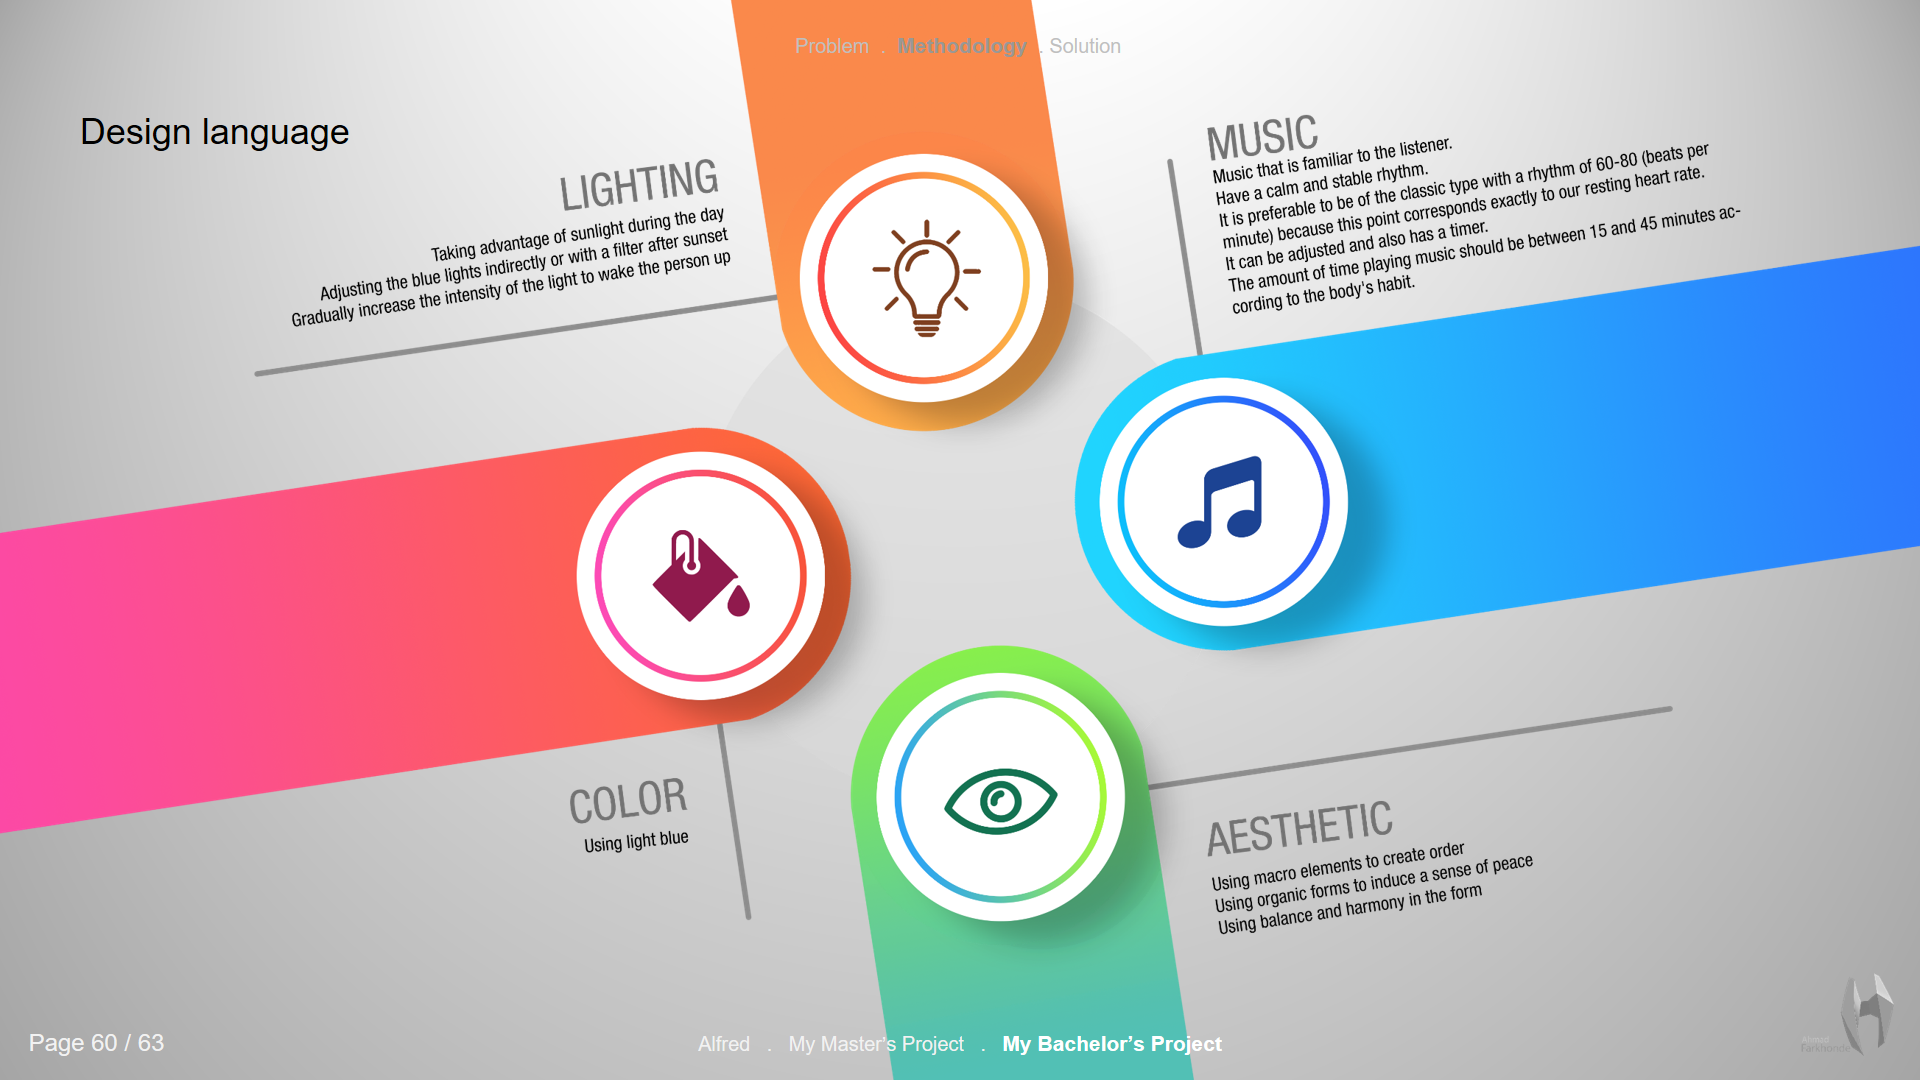 Problem . Methodology . Solution
Design language
LIGHTING
Taking advantage of sunlight during the day
Adjusting the blue lights indirectly or with a filter after sunset
Gradually increase the intensity of the light to wake the person up
MUSIC
Music that is familiar to the listener.
Have a calm and stable rhythm.
It is preferable to be of the classic type with a rhythm of 60-80 (beats per
minute) because this point corresponds exactly to our resting heart rate.
It can be adjusted and also has a timer.
The amount of time playing music should be between 15 and 45 minutes ac-
cording to the body's habit.
COLOR
Using light blue
AESTHETIC
Using macro elements to create order
Using organic forms to induce a sense of peace
Using balance and harmony in the form
Page 60 / 63
Alfred . My Master's Project . My Bachelor's Project